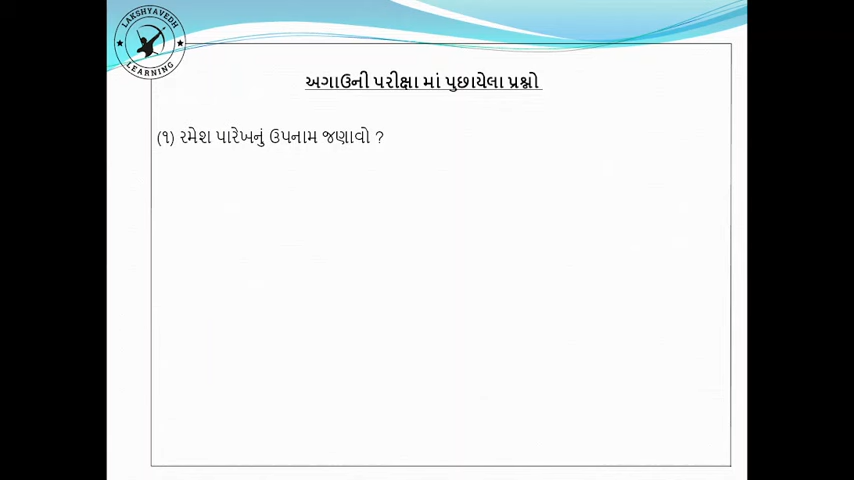 LAKSHYAVEDH
LEARNING
અગાઉની પરીક્ષા માં પુછાયેલા પ્રશ્નો
(૧) રમેશ પારેખનું ઉપનામ જણાવો ?